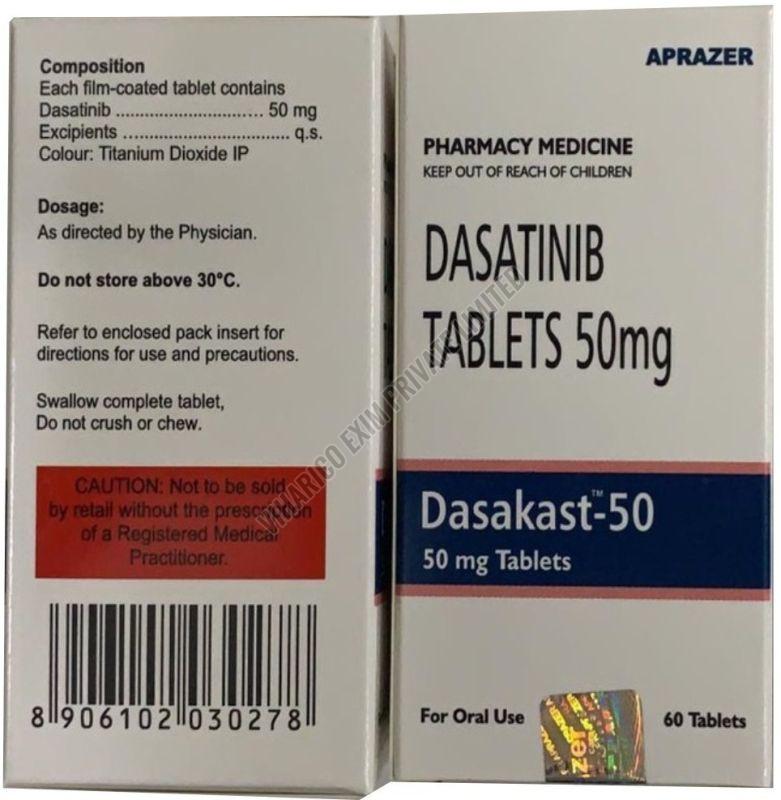 Composition
Each film-coated tablet contains
Dasatinib ............................... 50 mg
Excipients ................................ q.s.
Colour: Titanium Dioxide IP
Dosage:
As directed by the Physician.
Do not store above 30°C.
Refer to enclosed pack insert for
directions for use and precautions.
Swallow complete tablet,
Do not crush or chew.
CAUTION: Not to be sold
by retail without the prescription
of a Registered Medical
Practitioner.
8 906102 030278
APRAZER
PHARMACY MEDICINE
KEEP OUT OF REACH OF CHILDREN
DASATINIB
TABLETS 50mg
Dasakast™-50
50 mg Tablets
For Oral Use
60 Tablets
VIHARICO EXIM PRIVATE LIMITED